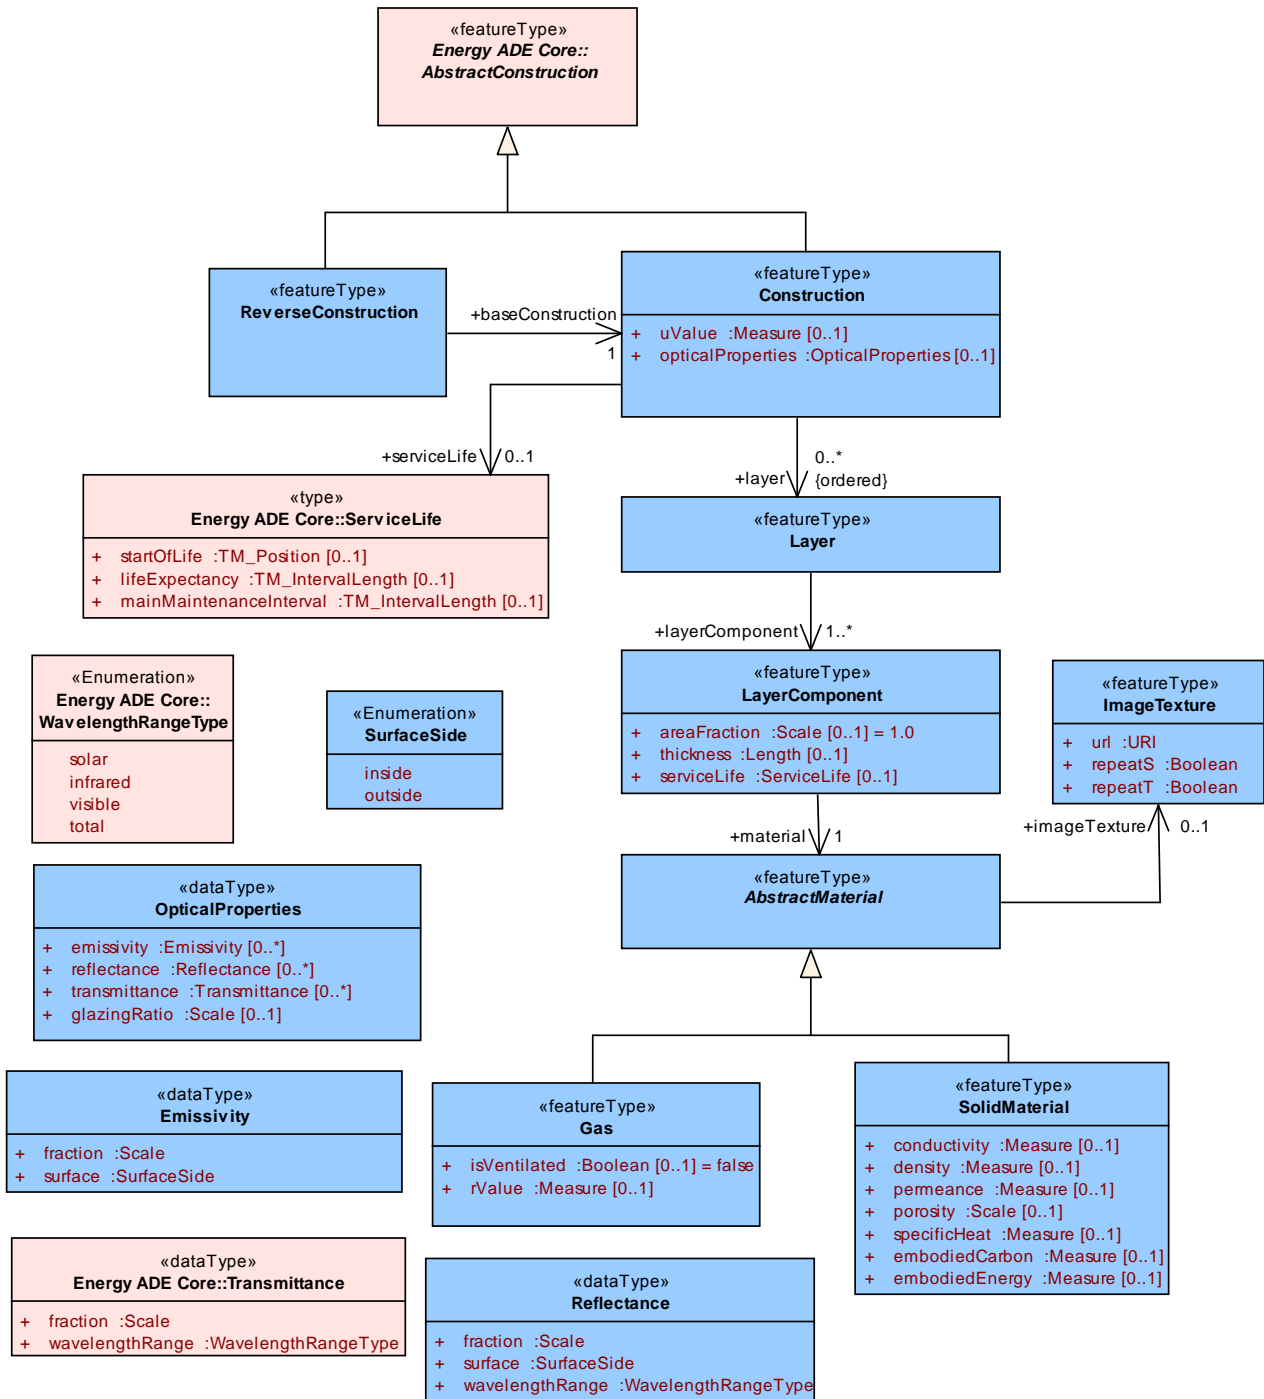 «featureType»
Energy ADE Core::
AbstractConstruction
«featureType»
ReverseConstruction
+baseConstruction
1
«featureType»
Construction
+ uValue :Measure [0..1]
+ opticalProperties :OpticalProperties [0..1]
+serviceLife
0..1
0..*
+layer
{ordered}
«type»
Energy ADE Core::ServiceLife
+ startOfLife :TM_Position [0..1]
+ lifeExpectancy :TM_IntervalLength [0..1]
+ mainMaintenanceInterval :TM_IntervalLength [0..1]
«featureType»
Layer
+layerComponent
1..*
«Enumeration»
Energy ADE Core::
WavelengthRangeType
solar
infrared
visible
total
«Enumeration»
SurfaceSide
inside
outside
«featureType»
LayerComponent
+ areaFraction :Scale [0..1] = 1.0
+ thickness :Length [0..1]
+ serviceLife :ServiceLife [0..1]
«featureType»
ImageTexture
+ url :URI
+ repeatS :Boolean
+ repeatT :Boolean
+material
1
+imageTexture
0..1
«featureType»
AbstractMaterial
«dataType»
OpticalProperties
+ emissivity :Emissivity [0..*]
+ reflectance :Reflectance [0..*]
+ transmittance :Transmittance [0..*]
+ glazingRatio :Scale [0..1]
«dataType»
Emissivity
+ fraction :Scale
+ surface :SurfaceSide
«featureType»
Gas
+ isVentilated :Boolean [0..1] = false
+ rValue :Measure [0..1]
«featureType»
SolidMaterial
+ conductivity :Measure [0..1]
+ density :Measure [0..1]
+ permeance :Measure [0..1]
+ porosity :Scale [0..1]
+ specificHeat :Measure [0..1]
+ embodiedCarbon :Measure [0..1]
+ embodiedEnergy :Measure [0..1]
«dataType»
Energy ADE Core::Transmittance
+ fraction :Scale
+ wavelengthRange :WavelengthRangeType
«dataType»
Reflectance
+ fraction :Scale
+ surface :SurfaceSide
+ wavelengthRange :WavelengthRangeType